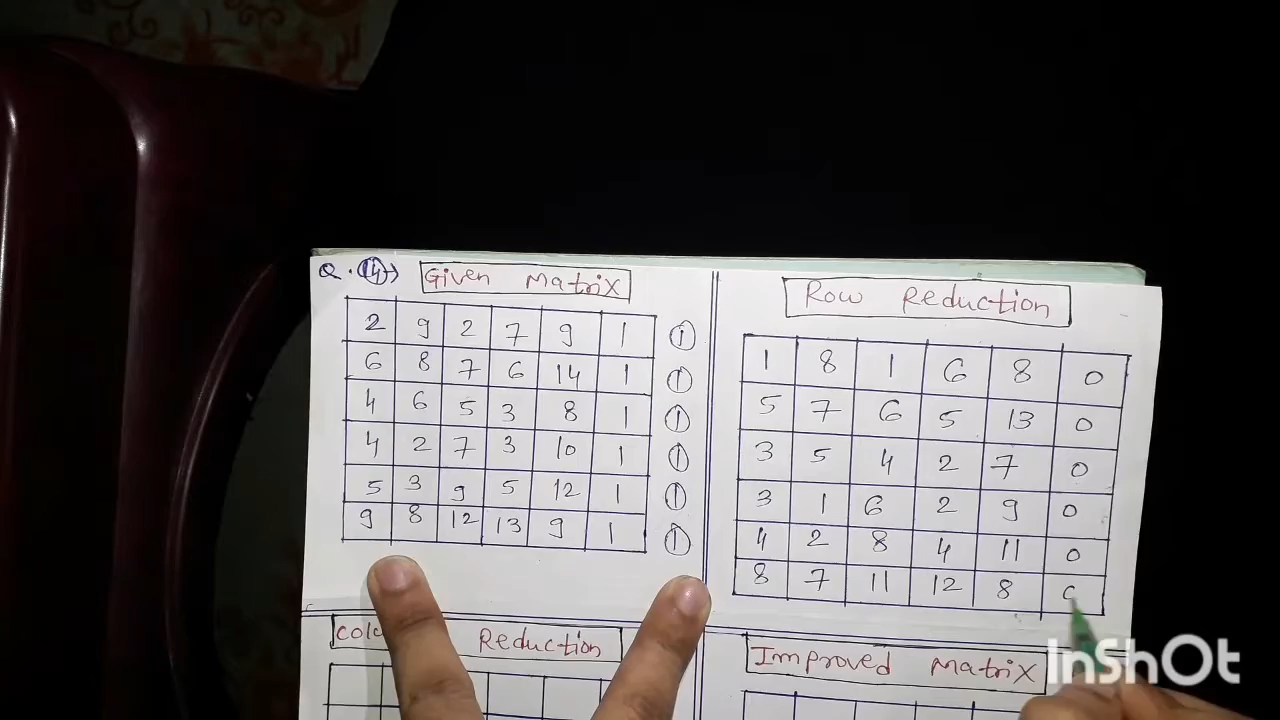 Q. 14→ Given Matrix
2 9 2 7 9 1 1
6 8 7 6 14 1 1
4 6 5 3 8 1 1
4 2 7 3 10 1 1
5 3 9 5 12 1 1
9 8 12 13 9 1 1
Row Reduction
1 8 1 6 8 0
5 7 6 5 13 0
3 5 4 2 7 0
3 1 6 2 9 0
4 2 8 4 11 0
8 7 11 12 8
Reduction
Improved Matrix
InShOt